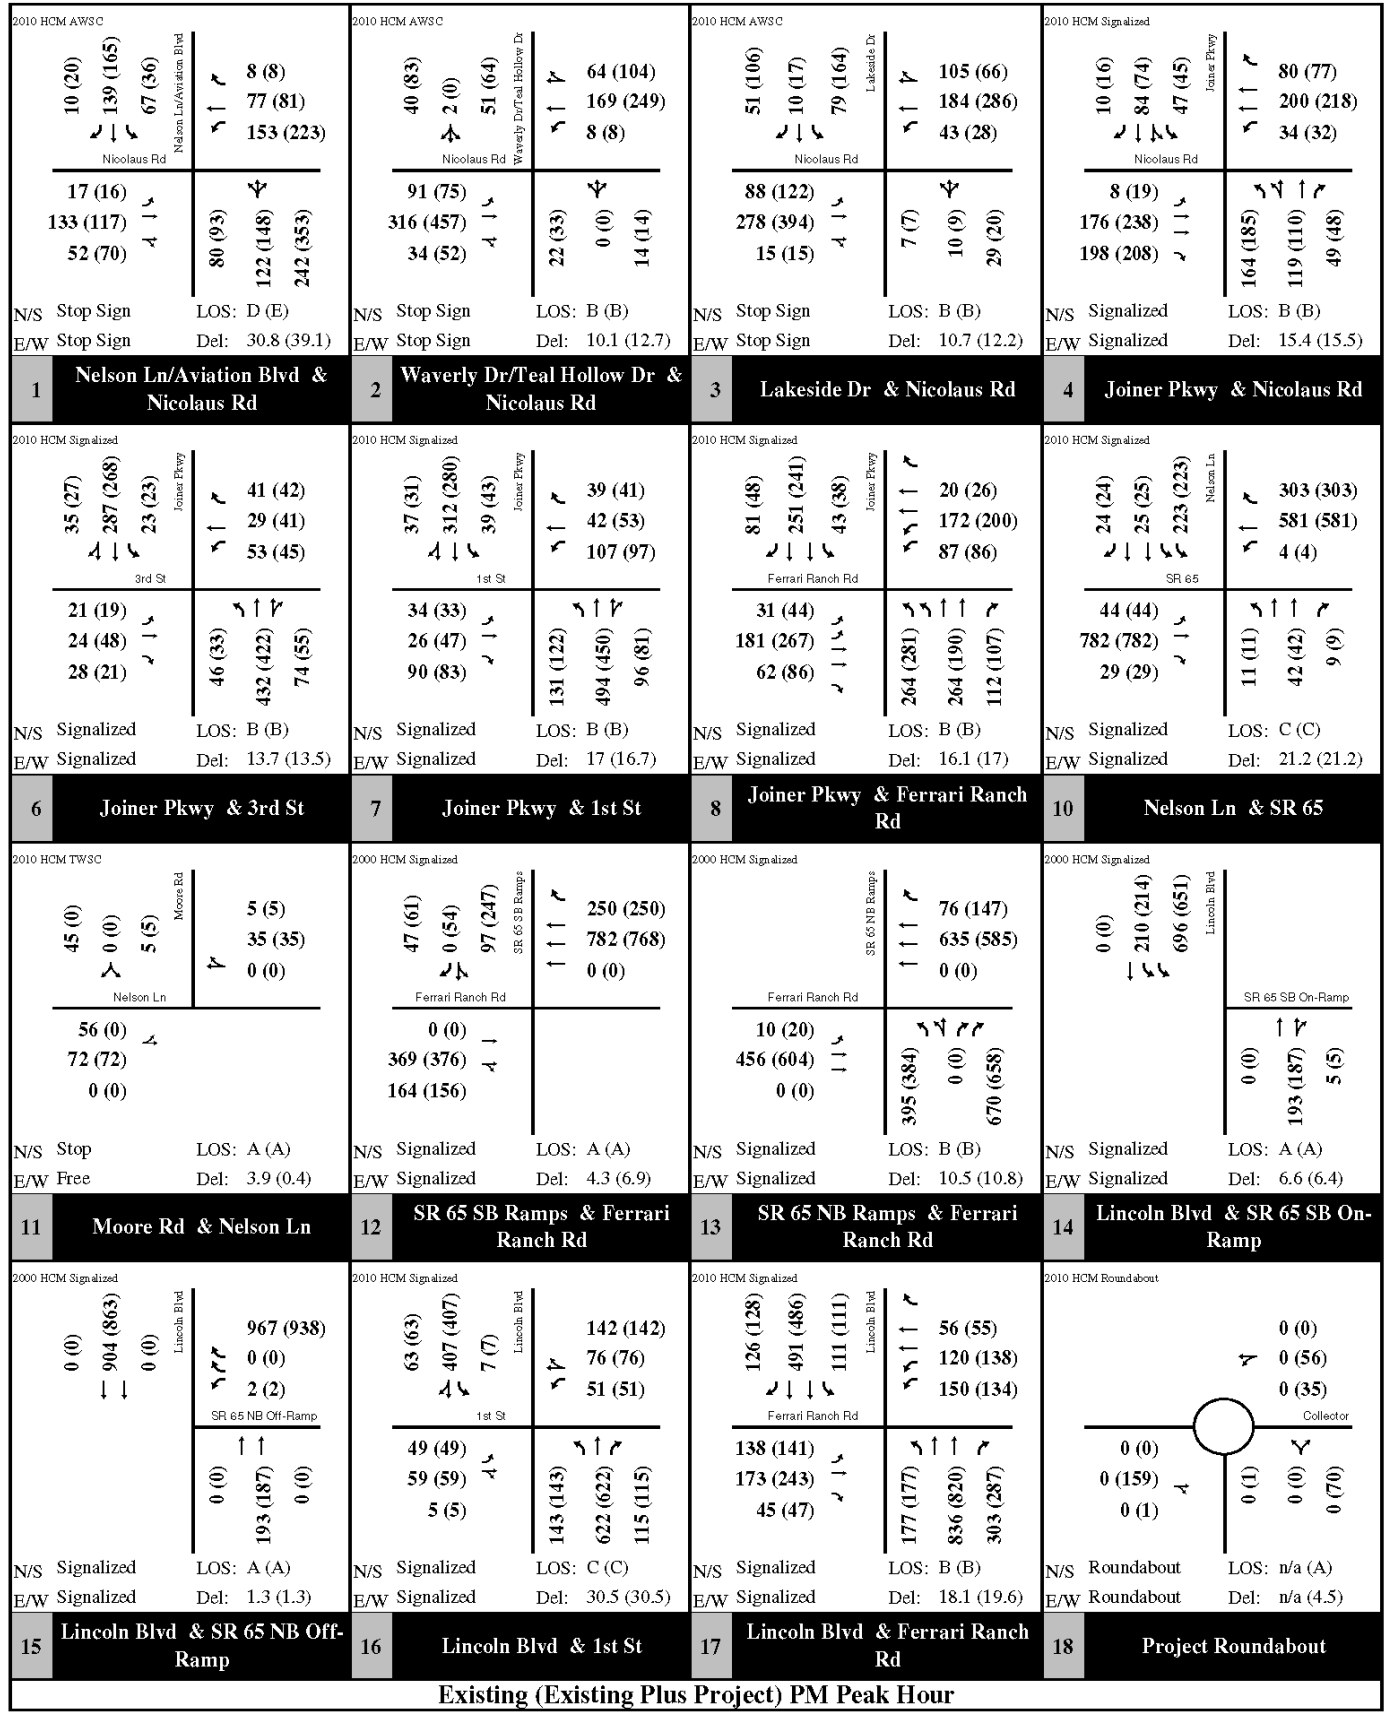 2010 HCM AWSC
10 (20)
139 (165)
67 (36)
Nelson Ln/Aviation Blvd
8 (8)
77 (81)
153 (223)
Nicolaus Rd
17 (16)
133 (117)
52 (70)
80 (93)
122 (148)
242 (353)
N/S Stop Sign LOS: D (E)
E/W Stop Sign Del: 30.8 (39.1)
1 Nelson Ln/Aviation Blvd &
Nicolaus Rd
2010 HCM AWSC
40 (83)
2 (0)
51 (64)
Waverly Dr/Teal Hollow Dr
64 (104)
169 (249)
8 (8)
Nicolaus Rd
91 (75)
316 (457)
34 (52)
22 (33)
0 (0)
14 (14)
N/S Stop Sign LOS: B (B)
E/W Stop Sign Del: 10.1 (12.7)
2 Waverly Dr/Teal Hollow Dr &
Nicolaus Rd
2010 HCM AWSC
51 (106)
10 (17)
79 (164)
Lakeside Dr
105 (66)
184 (286)
43 (28)
Nicolaus Rd
88 (122)
278 (394)
15 (15)
7 (7)
10 (9)
29 (20)
N/S Stop Sign LOS: B (B)
E/W Stop Sign Del: 10.7 (12.2)
3 Lakeside Dr & Nicolaus Rd
2010 HCM Signalized
10 (16)
84 (74)
47 (45)
Joiner Pkwy
80 (77)
200 (218)
34 (32)
Nicolaus Rd
8 (19)
176 (238)
198 (208)
164 (185)
119 (110)
49 (48)
N/S Signalized LOS: B (B)
E/W Signalized Del: 15.4 (15.5)
4 Joiner Pkwy & Nicolaus Rd
2010 HCM Signalized
35 (27)
287 (268)
23 (23)
Joiner Pkwy
41 (42)
29 (41)
53 (45)
3rd St
21 (19)
24 (48)
28 (21)
46 (33)
432 (422)
74 (55)
N/S Signalized LOS: B (B)
E/W Signalized Del: 13.7 (13.5)
6 Joiner Pkwy & 3rd St
2010 HCM Signalized
37 (31)
312 (280)
39 (43)
Joiner Pkwy
39 (41)
42 (53)
107 (97)
1st St
34 (33)
26 (47)
90 (83)
131 (122)
494 (450)
96 (81)
N/S Signalized LOS: B (B)
E/W Signalized Del: 17 (16.7)
7 Joiner Pkwy & 1st St
2010 HCM Signalized
81 (48)
251 (241)
43 (38)
Joiner Pkwy
20 (26)
172 (200)
87 (86)
Ferrari Ranch Rd
31 (44)
181 (267)
62 (86)
264 (281)
264 (190)
112 (107)
N/S Signalized LOS: B (B)
E/W Signalized Del: 16.1 (17)
8 Joiner Pkwy & Ferrari Ranch
Rd
2010 HCM Signalized
24 (24)
25 (25)
223 (223)
Nelson Ln
303 (303)
581 (581)
4 (4)
SR 65
44 (44)
782 (782)
29 (29)
11 (11)
42 (42)
9 (9)
N/S Signalized LOS: C (C)
E/W Signalized Del: 21.2 (21.2)
10 Nelson Ln & SR 65
2010 HCM TWSC
45 (0)
0 (0)
5 (5)
Moore Rd
5 (5)
35 (35)
0 (0)
Nelson Ln
56 (0)
72 (72)
0 (0)
N/S Stop LOS: A (A)
E/W Free Del: 3.9 (0.4)
11 Moore Rd & Nelson Ln
2000 HCM Signalized
47 (61)
0 (54)
97 (247)
SR 65 SB Ramps
250 (250)
782 (768)
0 (0)
Ferrari Ranch Rd
0 (0)
369 (376)
164 (156)
N/S Signalized LOS: A (A)
E/W Signalized Del: 4.3 (6.9)
12 SR 65 SB Ramps & Ferrari
Ranch Rd
2000 HCM Signalized
SR 65 NB Ramps
76 (147)
635 (585)
0 (0)
Ferrari Ranch Rd
10 (20)
456 (604)
0 (0)
395 (384)
0 (0)
670 (658)
N/S Signalized LOS: B (B)
E/W Signalized Del: 10.5 (10.8)
13 SR 65 NB Ramps & Ferrari
Ranch Rd
2000 HCM Signalized
0 (0)
210 (214)
696 (651)
Lincoln Blvd
SR 65 SB On-Ramp
0 (0)
193 (187)
5 (5)
N/S Signalized LOS: A (A)
E/W Signalized Del: 6.6 (6.4)
14 Lincoln Blvd & SR 65 SB On-
Ramp
2000 HCM Signalized
0 (0)
904 (863)
0 (0)
Lincoln Blvd
967 (938)
0 (0)
2 (2)
SR 65 NB Off-Ramp
0 (0)
193 (187)
0 (0)
N/S Signalized LOS: A (A)
E/W Signalized Del: 1.3 (1.3)
15 Lincoln Blvd & SR 65 NB Off-
Ramp
2010 HCM Signalized
63 (63)
407 (407)
7 (7)
Lincoln Blvd
142 (142)
76 (76)
51 (51)
1st St
49 (49)
59 (59)
5 (5)
143 (143)
622 (622)
115 (115)
N/S Signalized LOS: C (C)
E/W Signalized Del: 30.5 (30.5)
16 Lincoln Blvd & 1st St
2010 HCM Signalized
126 (128)
491 (486)
111 (111)
Lincoln Blvd
56 (55)
120 (138)
150 (134)
Ferrari Ranch Rd
138 (141)
173 (243)
45 (47)
177 (177)
836 (820)
303 (287)
N/S Signalized LOS: B (B)
E/W Signalized Del: 18.1 (19.6)
17 Lincoln Blvd & Ferrari Ranch
Rd
2010 HCM Roundabout
0 (0)
0 (56)
0 (35)
Collector
0 (0)
0 (159)
0 (1)
0 (1)
0 (0)
0 (70)
N/S Roundabout LOS: n/a (A)
E/W Roundabout Del: n/a (4.5)
18 Project Roundabout
Existing (Existing Plus Project) PM Peak Hour